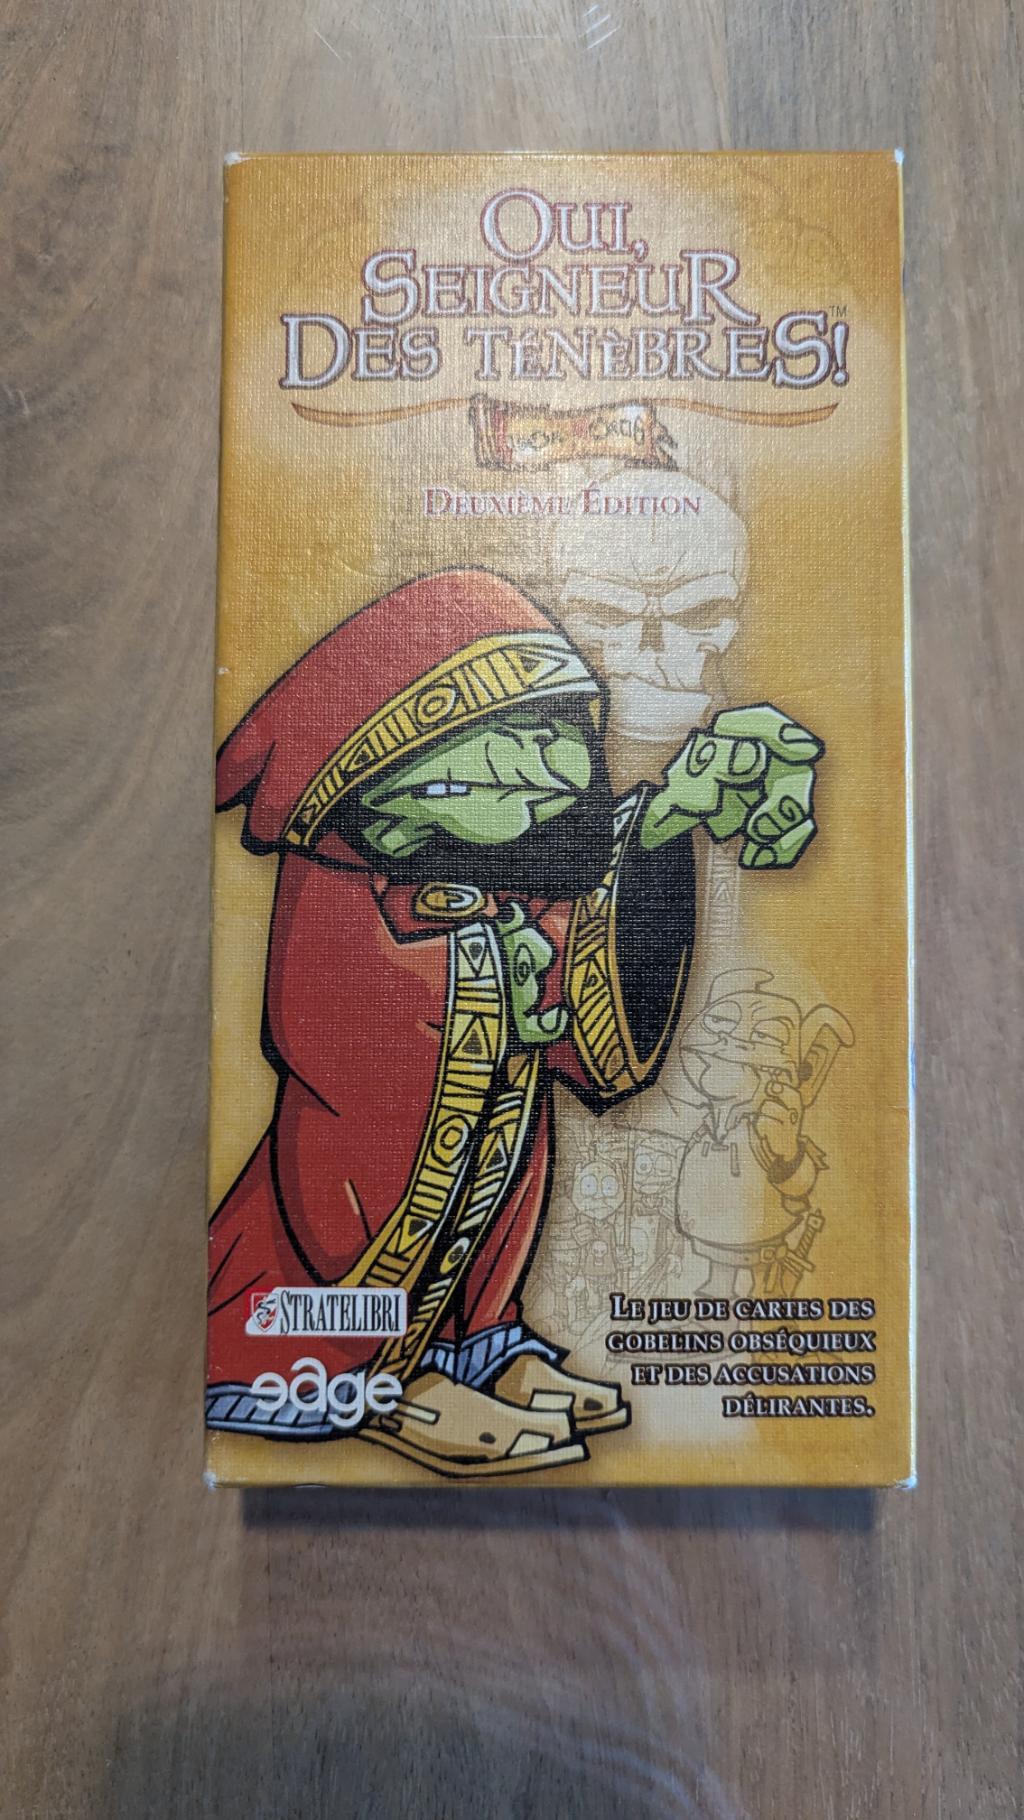 Oui,
Seigneur
Des Ténèbres!™
Deuxième Édition
Stratelibri
edge
Le jeu de cartes des
gobelins obséquieux
et des accusations
délirantes.